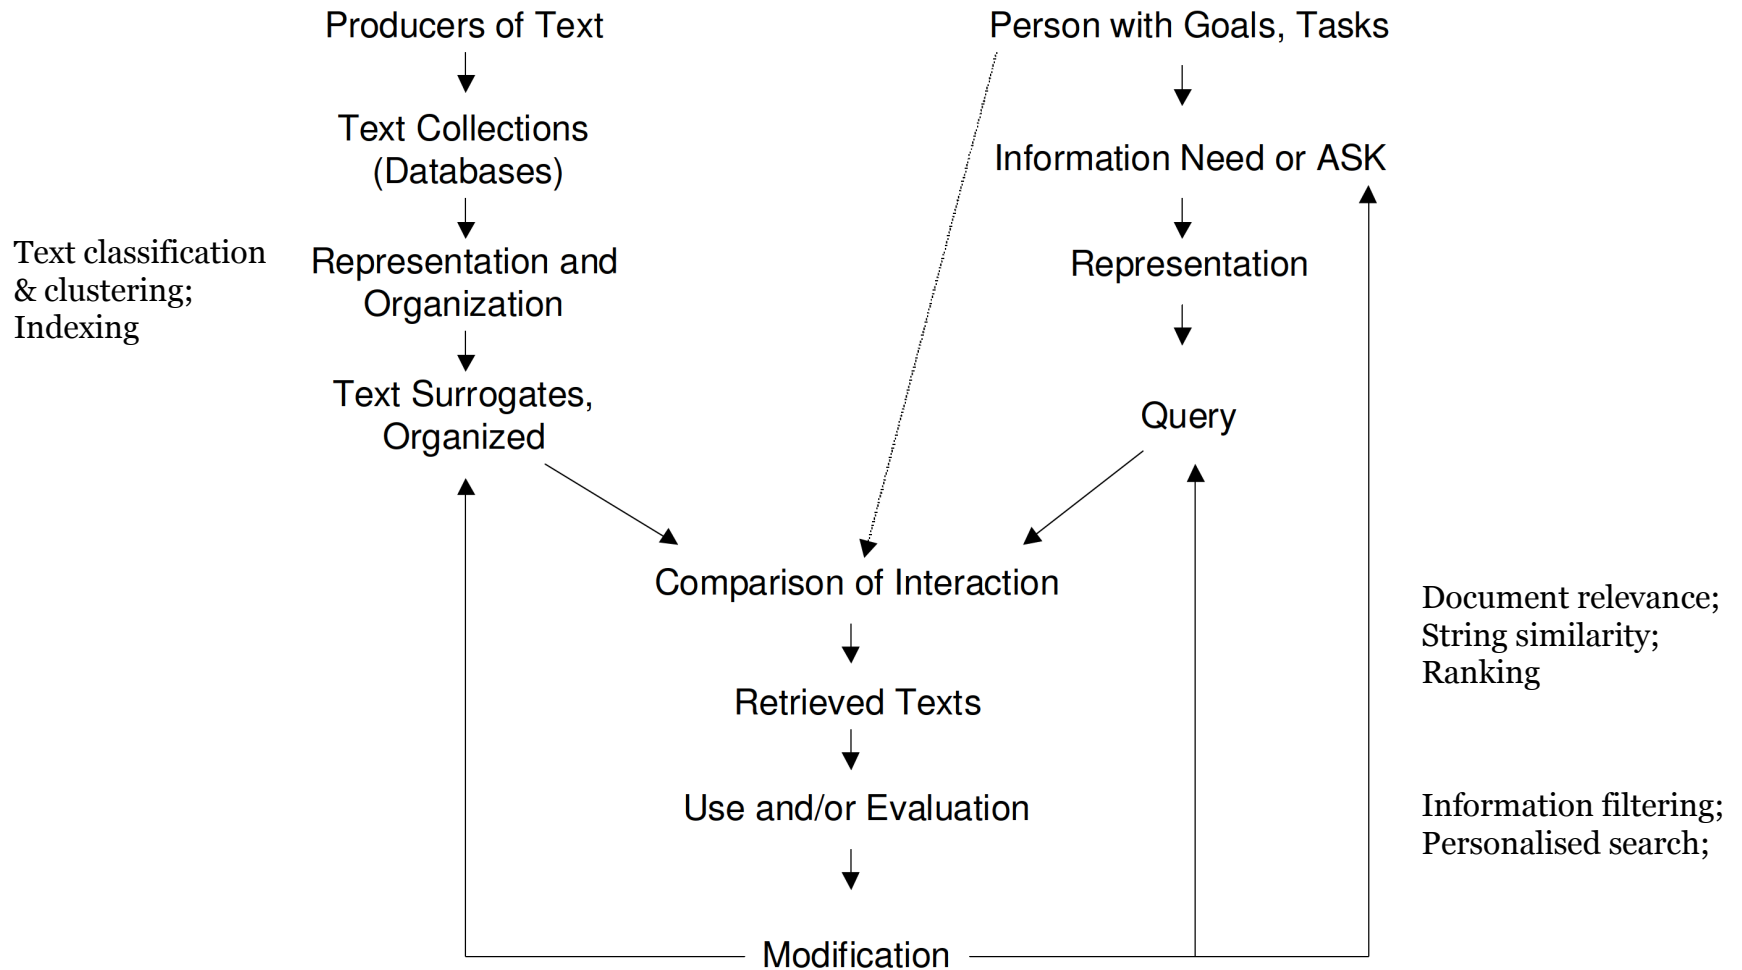 Producers of Text
Person with Goals, Tasks
Text Collections
(Databases)
Information Need or ASK
Text classification
& clustering;
Indexing
Representation and
Organization
Representation
Text Surrogates,
Organized
Query
Comparison of Interaction
Document relevance;
String similarity;
Ranking
Retrieved Texts
Use and/or Evaluation
Information filtering;
Personalised search;
Modification